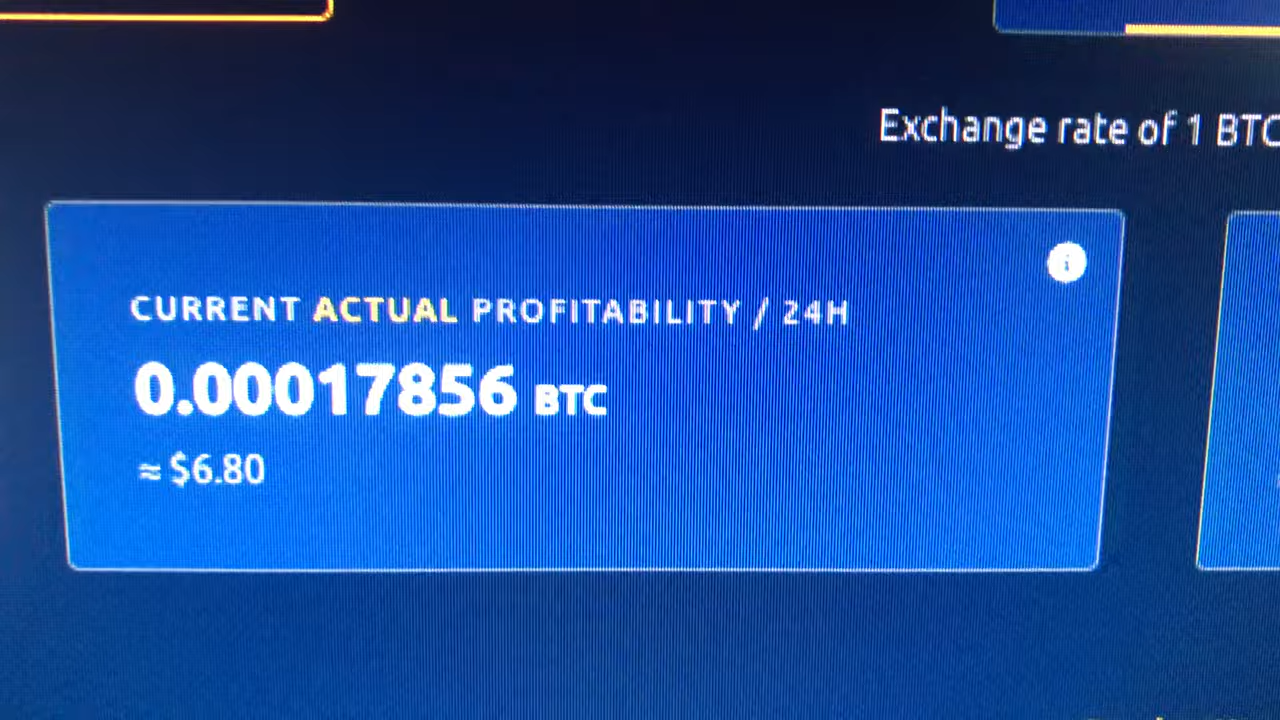 Exchange rate of 1 BTC
CURRENT ACTUAL PROFITABILITY / 24H
0.00017856 BTC
≈ $6.80